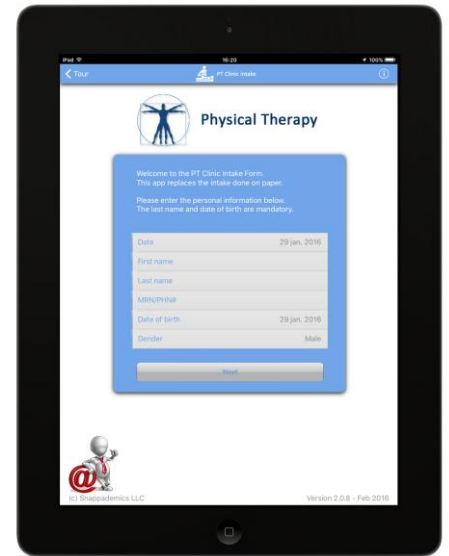 iPad 16:20 100%
Tour PT Clinic intake
Physical Therapy
Welcome to the PT Clinic Intake Form.
This app replaces the intake done on paper.
Please enter the personal information below.
The last name and date of birth are mandatory.
Date 29 jan. 2016
First name
Last name
MRN/PHN#
Date of birth 29 jan. 2016
Gender Male
@
(c) Snappademics LLC Version 2.0.8 - Feb 2016